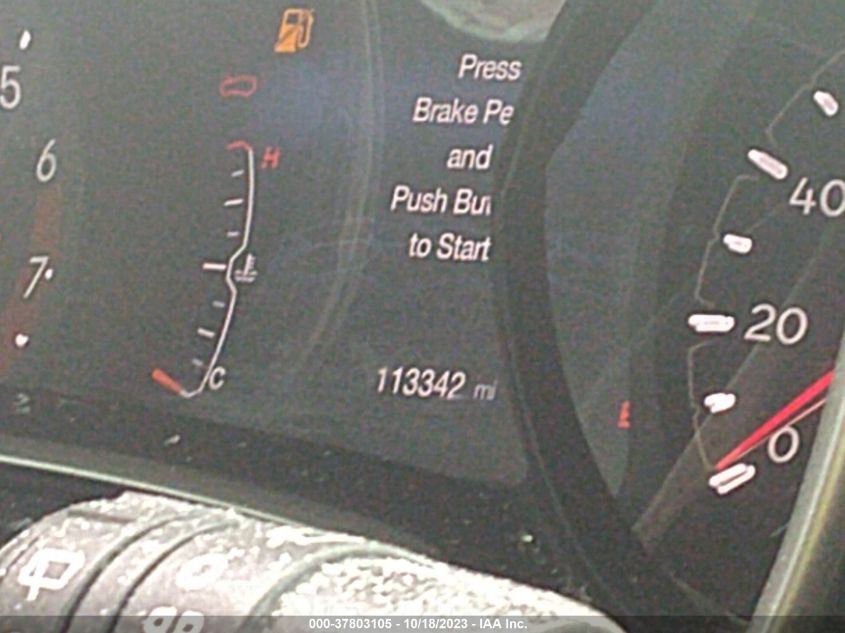 Press
Brake Pe
and
Push But
to Start
5
6
7
H
C
113342 mi
40
20
0
000-37803105 - 10/18/2023 - IAA Inc.